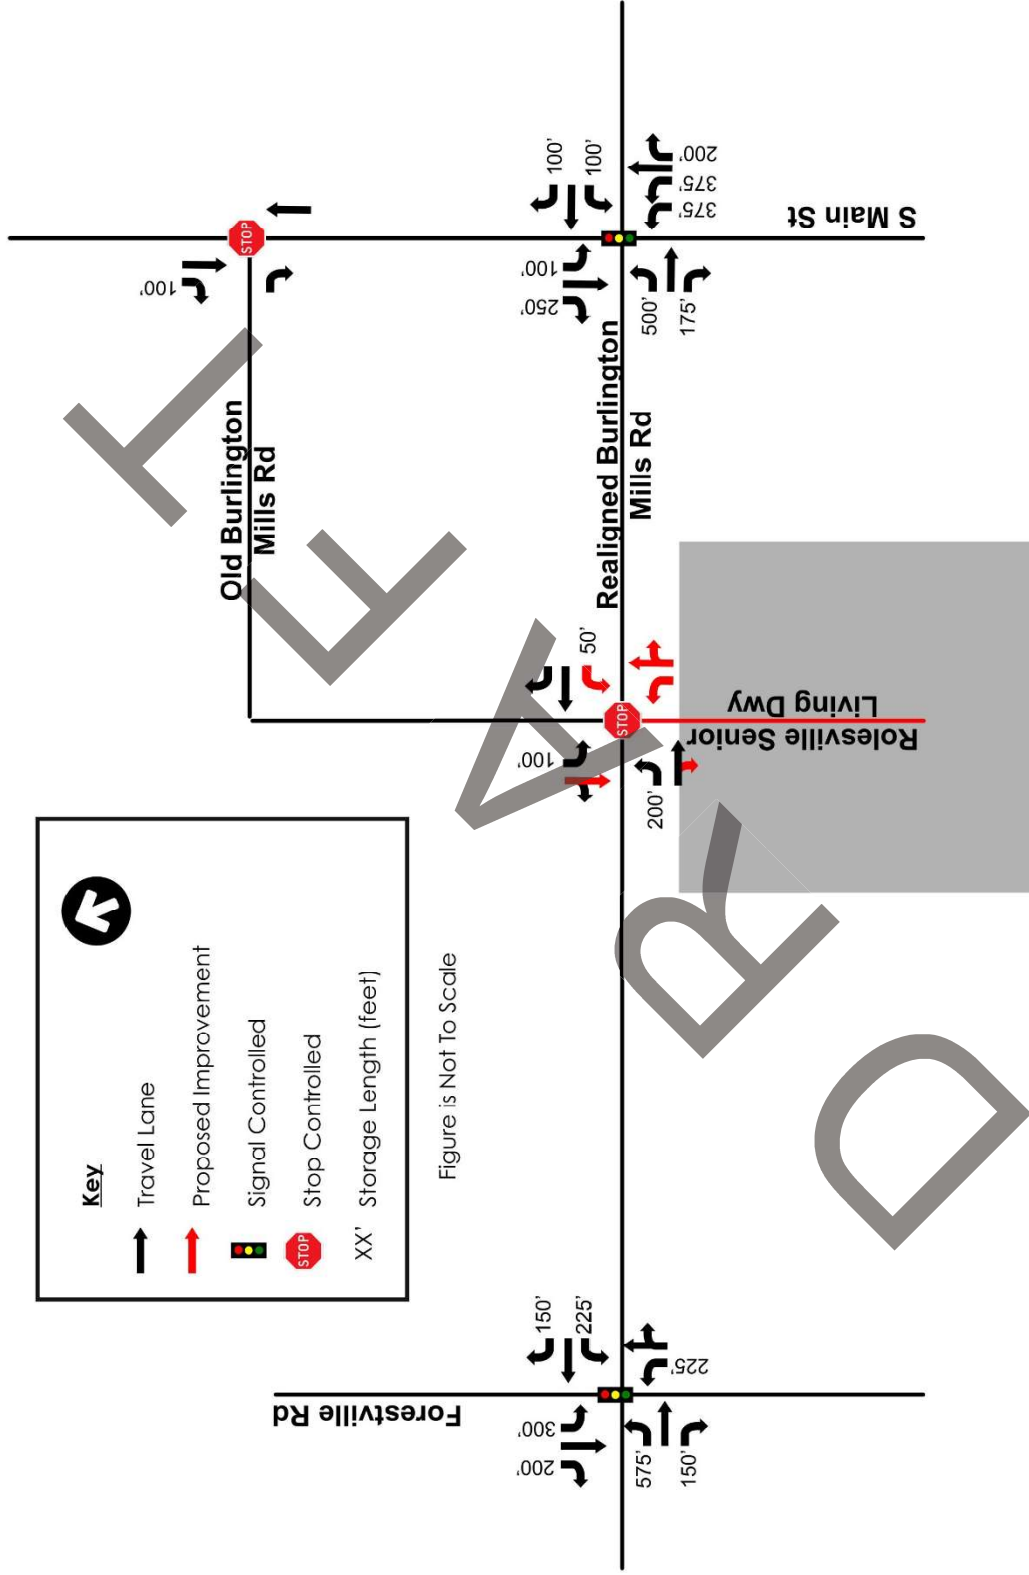 Key
Travel Lane
Proposed Improvement
Signal Controlled
STOP
Stop Controlled
XX' Storage Length (feet)
Figure is Not To Scale
Old Burlington
Mills Rd
STOP
100'
Realigned Burlington
Mills Rd
S Main St
100'
100'
100'
250'
500'
175'
200'
375'
375'
Rolesville Senior
Living Dwy
STOP
50'
100'
200'
Forestville Rd
150'
225'
300'
200'
575'
150'
225'
DRAFT